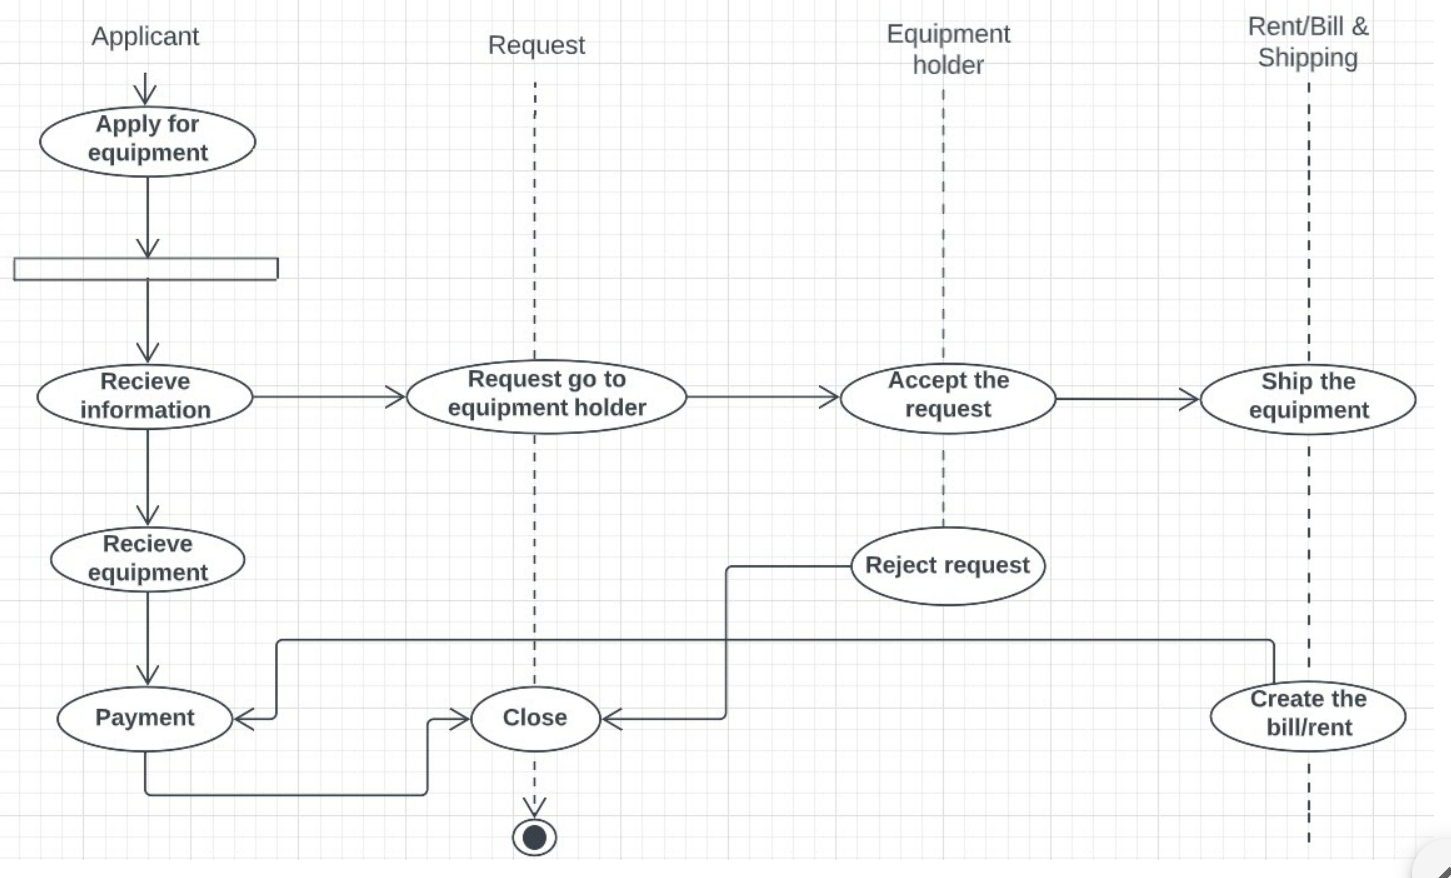 Applicant
Request
Equipment
holder
Rent/Bill &
Shipping
Apply for
equipment
Recieve
information
Request go to
equipment holder
Accept the
request
Ship the
equipment
Recieve
equipment
Reject request
Payment
Close
Create the
bill/rent